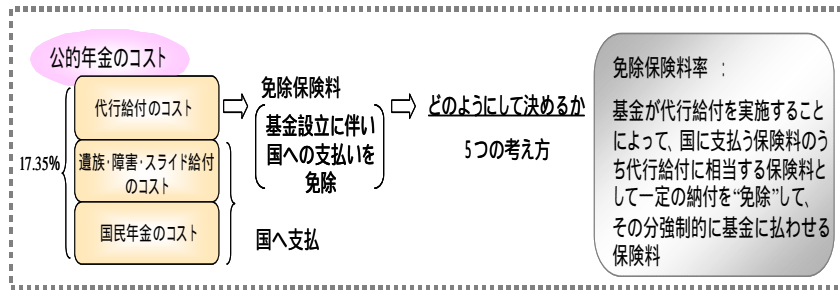 公的年金のコスト
17.35%
代行給付のコスト
遺族・障害・スライド給付
のコスト
国民年金のコスト
免除保険料
基金設立に伴い
国への支払いを
免除
国へ支払
どのようにして決めるか
5つの考え方
免除保険料率 :
基金が代行給付を実施すること
によって、国に支払う保険料のう
ち代行給付に相当する保険料と
して一定の納付を“免除”して、
その分強制的に基金に払わせる
保険料